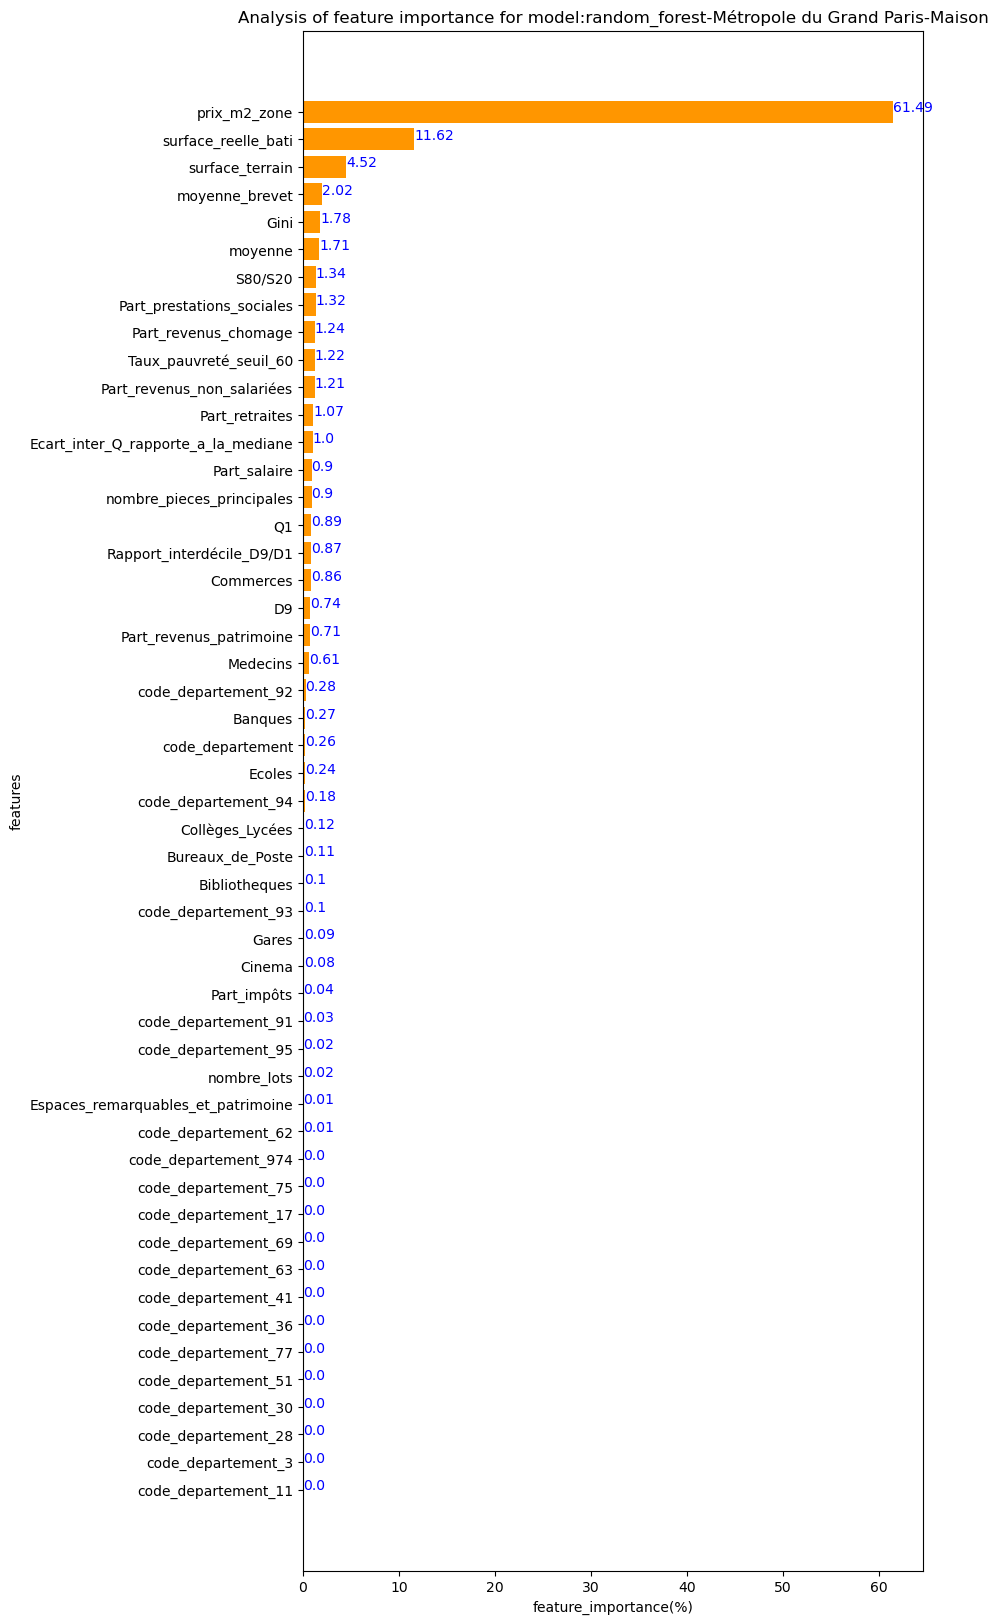 Analysis of feature importance for model:random_forest-Métropole du Grand Paris-Maison
prix_m2_zone 61.49
surface_reelle_bati 11.62
surface_terrain 4.52
moyenne_brevet 2.02
Gini 1.78
moyenne 1.71
S80/S20 1.34
Part_prestations_sociales 1.32
Part_revenus_chomage 1.24
Taux_pauvreté_seuil_60 1.22
Part_revenus_non_salariées 1.21
Part_retraites 1.07
Ecart_inter_Q_rapporte_a_la_mediane 1.0
Part_salaire 0.9
nombre_pieces_principales 0.9
Q1 0.89
Rapport_interdécile_D9/D1 0.87
Commerces 0.86
D9 0.74
Part_revenus_patrimoine 0.71
Medecins 0.61
code_departement_92 0.28
Banques 0.27
code_departement 0.26
Ecoles 0.24
code_departement_94 0.18
Collèges_Lycées 0.12
Bureaux_de_Poste 0.11
Bibliotheques 0.1
code_departement_93 0.1
Gares 0.09
Cinema 0.08
Part_impôts 0.04
code_departement_91 0.03
code_departement_95 0.02
nombre_lots 0.02
Espaces_remarquables_et_patrimoine 0.01
code_departement_62 0.01
code_departement_974 0.0
code_departement_75 0.0
code_departement_17 0.0
code_departement_69 0.0
code_departement_63 0.0
code_departement_41 0.0
code_departement_36 0.0
code_departement_77 0.0
code_departement_51 0.0
code_departement_30 0.0
code_departement_28 0.0
code_departement_3 0.0
code_departement_11 0.0
features
0 10 20 30 40 50 60
feature_importance(%)